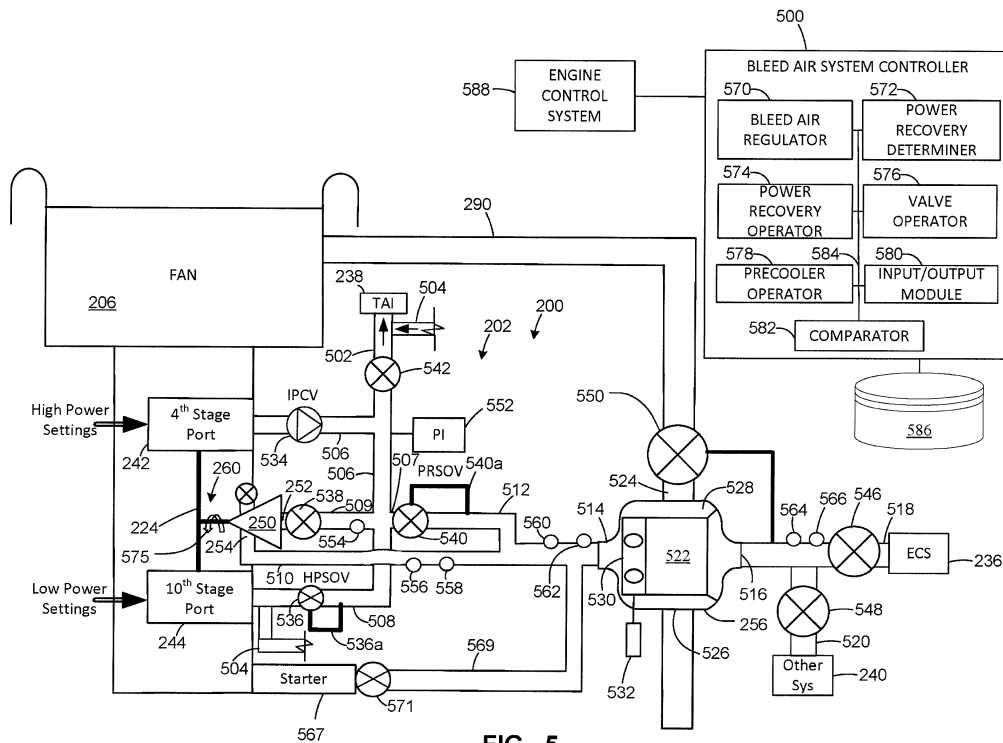 500
BLEED AIR SYSTEM CONTROLLER
588
ENGINE
CONTROL
SYSTEM
570
BLEED AIR
REGULATOR
572
POWER
RECOVERY
DETERMINER
574
POWER
RECOVERY
OPERATOR
576
VALVE
OPERATOR
578
PRECOOLER
OPERATOR
584
580
INPUT/OUTPUT
MODULE
582
COMPARATOR
586
290
FAN
206
238
TAI
504
200
202
502
542
IPCV
High Power
Settings
4th Stage
Port
242
534
506
552
PI
550
506
507
540a
PRSOV
260
252
538
509
512
524
528
224
250
514
560
564
566
546
518
575
254
554
540
522
ECS
236
510
556
558
562
530
516
548
Low Power
Settings
10th Stage
Port
244
HPSOV
536
508
256
526
520
504
536a
532
Other
Sys
240
569
Starter
571
567
FIG. 5